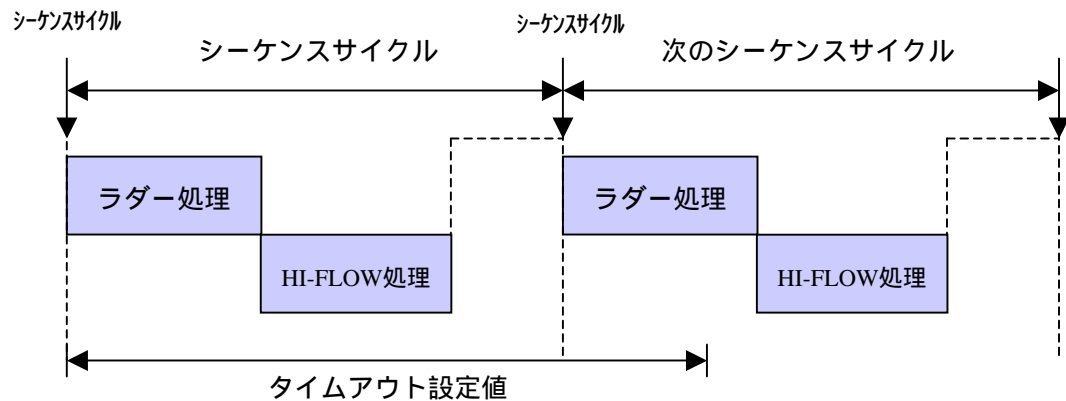 ｼｰｹﾝｽｻｲｸﾙ
ｼｰｹﾝｽｻｲｸﾙ
シーケンスサイクル
次のシーケンスサイクル
ラダー処理
ラダー処理
HI-FLOW処理
HI-FLOW処理
タイムアウト設定値